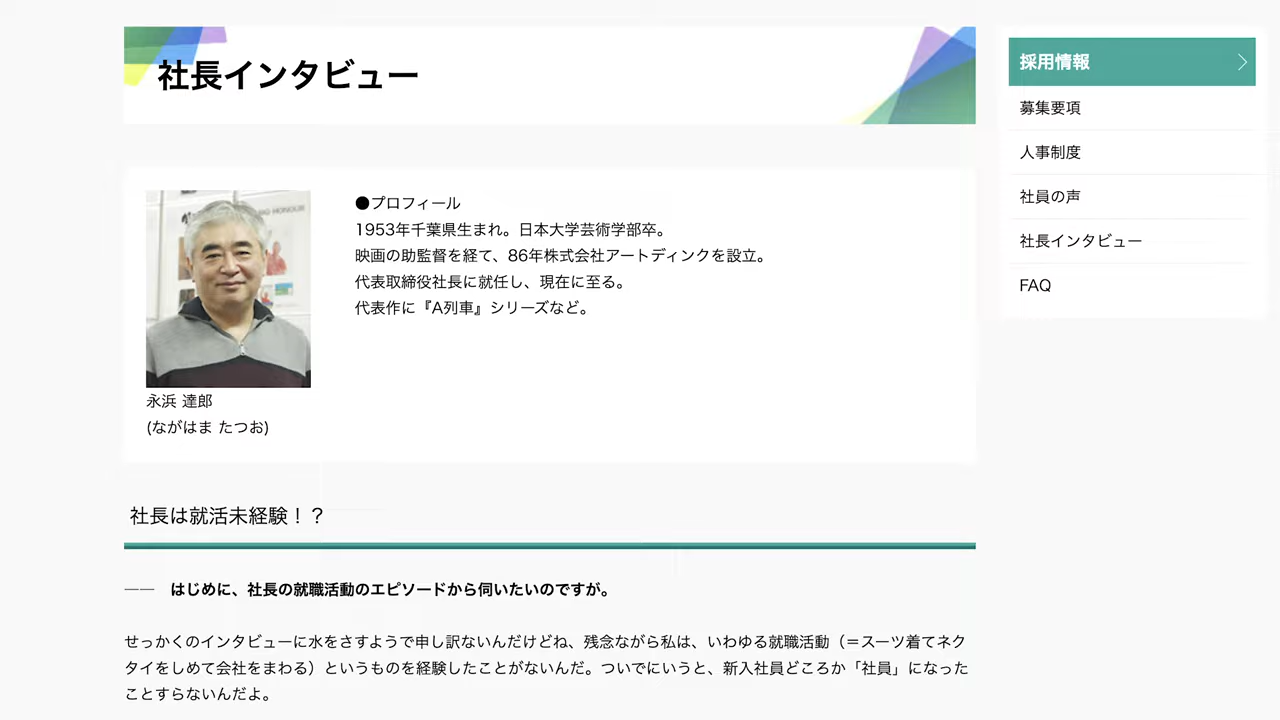 社長インタビュー
採用情報
募集要項
人事制度
社員の声
社長インタビュー
FAQ
●プロフィール
1953年千葉県生まれ。日本大学芸術学部卒。
映画の助監督を経て、86年株式会社アートディンクを設立。
代表取締役社長に就任し、現在に至る。
代表作に『A列車』シリーズなど。
永浜 達郎
(ながはま たつお)
社長は就活未経験！？
―― はじめに、社長の就職活動のエピソードから伺いたいのですが。
せっかくのインタビューに水をさすようで申し訳ないんだけどね、残念ながら私は、いわゆる就職活動（＝スーツ着てネク
タイをしめて会社をまわる）というものを経験したことがないんだ。ついでにいうと、新入社員どころか「社員」になった
ことすらないんだよ。